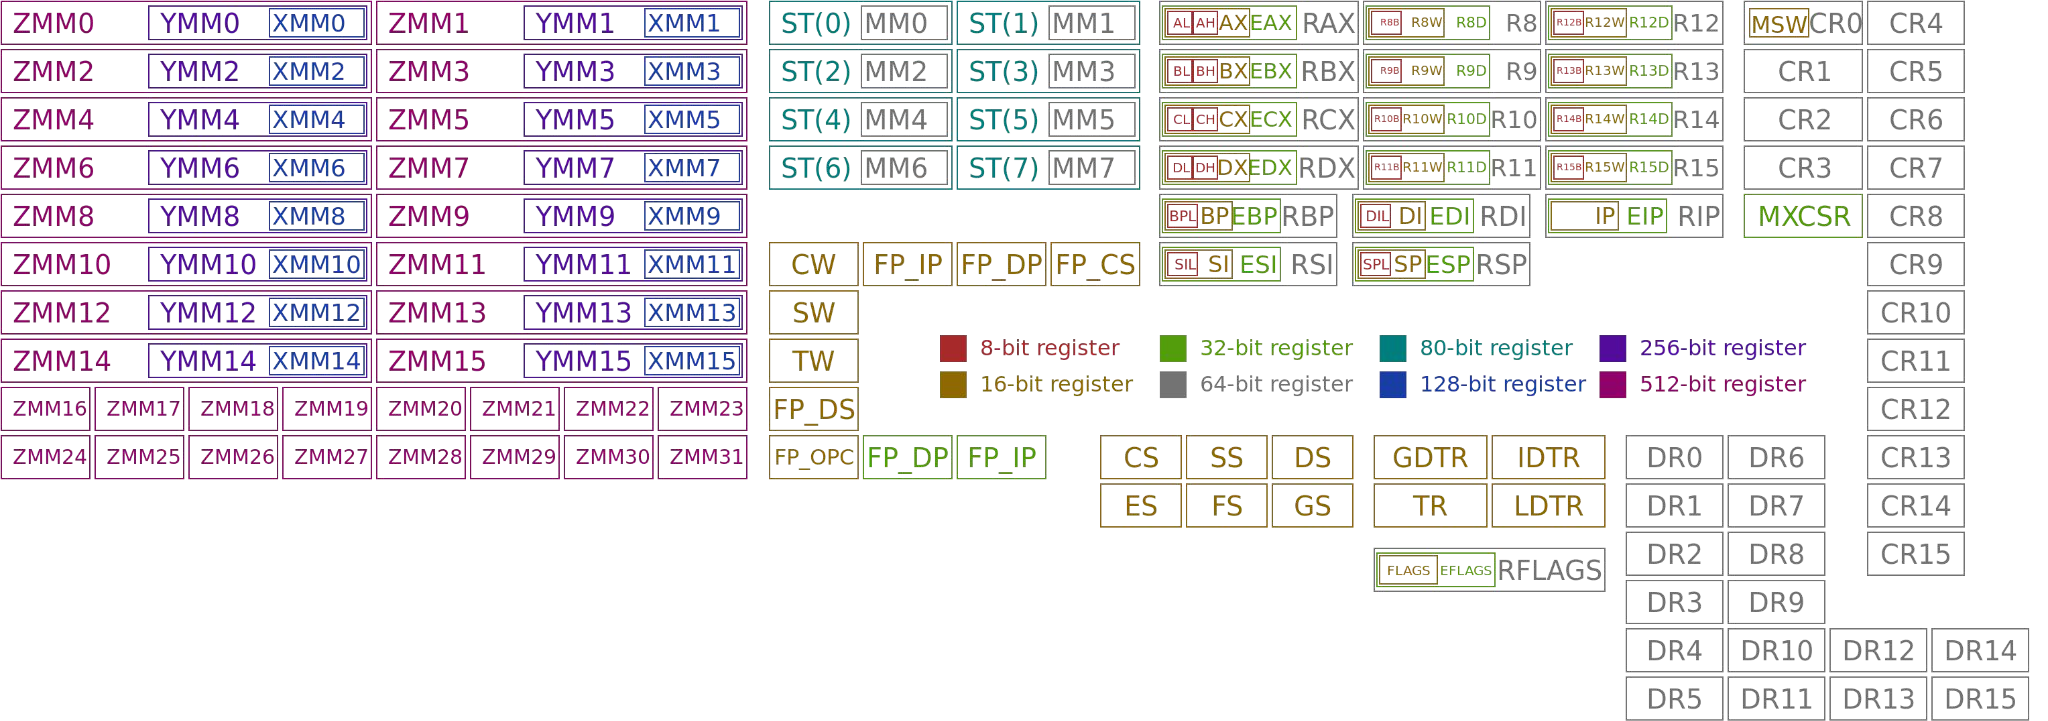 ZMM0 YMM0 XMM0 ZMM1 YMM1 XMM1 ST(0) MM0 ST(1) MM1 AL AH AX EAX RAX R8B R8W R8D R8 R12B R12W R12D R12 MSW CR0 CR4
ZMM2 YMM2 XMM2 ZMM3 YMM3 XMM3 ST(2) MM2 ST(3) MM3 BL BH BX EBX RBX R9B R9W R9D R9 R13B R13W R13D R13 CR1 CR5
ZMM4 YMM4 XMM4 ZMM5 YMM5 XMM5 ST(4) MM4 ST(5) MM5 CL CH CX ECX RCX R10B R10W R10D R10 R14B R14W R14D R14 CR2 CR6
ZMM6 YMM6 XMM6 ZMM7 YMM7 XMM7 ST(6) MM6 ST(7) MM7 DL DH DX EDX RDX R11B R11W R11D R11 R15B R15W R15D R15 CR3 CR7
ZMM8 YMM8 XMM8 ZMM9 YMM9 XMM9 BPL BP EBP RBP DIL DI EDI RDI IP EIP RIP MXCSR CR8
ZMM10 YMM10 XMM10 ZMM11 YMM11 XMM11 CW FP_IP FP_DP FP_CS SIL SI ESI RSI SPL SP ESP RSP CR9
ZMM12 YMM12 XMM12 ZMM13 YMM13 XMM13 SW CR10
ZMM14 YMM14 XMM14 ZMM15 YMM15 XMM15 TW 8-bit register 32-bit register 80-bit register 256-bit register CR11
16-bit register 64-bit register 128-bit register 512-bit register
ZMM16 ZMM17 ZMM18 ZMM19 ZMM20 ZMM21 ZMM22 ZMM23 FP_DS CR12
ZMM24 ZMM25 ZMM26 ZMM27 ZMM28 ZMM29 ZMM30 ZMM31 FP_OPC FP_DP FP_IP CS SS DS GDTR IDTR DR0 DR6 CR13
ES FS GS TR LDTR DR1 DR7 CR14
DR2 DR8 CR15
FLAGS EFLAGS RFLAGS
DR3 DR9
DR4 DR10 DR12 DR14
DR5 DR11 DR13 DR15